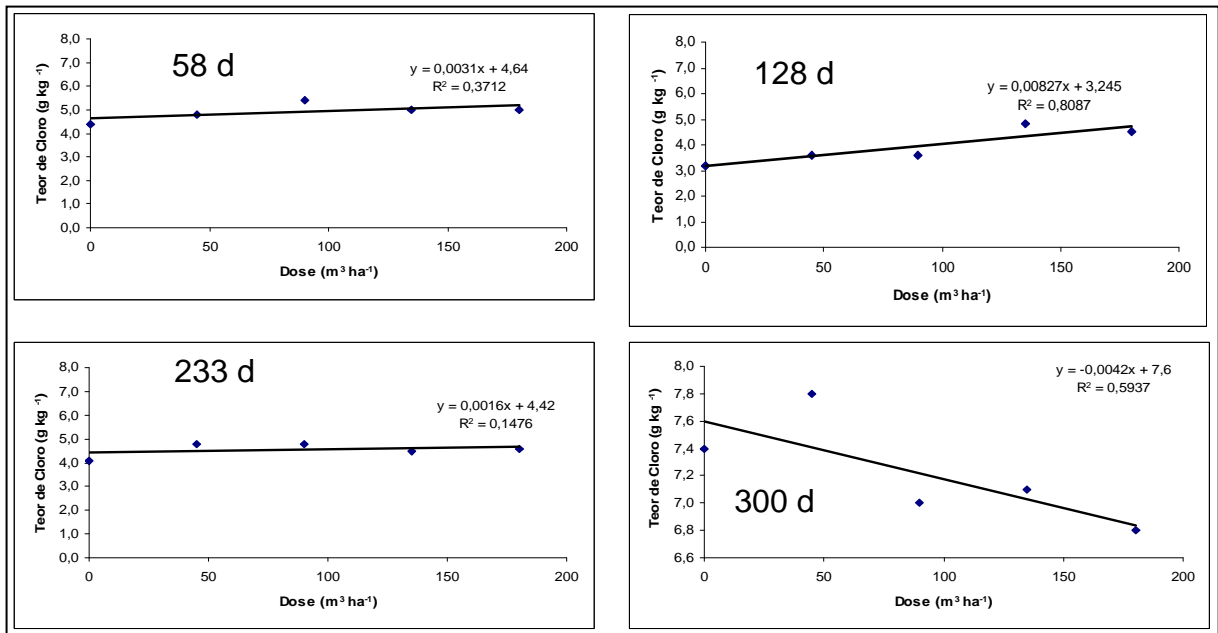 58 d
y = 0,0031x + 4,64
R² = 0,3712
8,0
7,0
6,0
5,0
4,0
3,0
2,0
1,0
0,0
0 50 100 150 200
Teor de Cloro (g kg⁻¹)
Dose (m³ ha⁻¹)
128 d
y = 0,00827x + 3,245
R² = 0,8087
8,0
7,0
6,0
5,0
4,0
3,0
2,0
1,0
0,0
0 50 100 150 200
Teor de Cloro (g kg⁻¹)
Dose (m³ ha⁻¹)
233 d
y = 0,0016x + 4,42
R² = 0,1476
8,0
7,0
6,0
5,0
4,0
3,0
2,0
1,0
0,0
0 50 100 150 200
Teor de Cloro (g kg⁻¹)
Dose (m³ ha⁻¹)
y = -0,0042x + 7,6
R² = 0,5937
300 d
8,0
7,8
7,6
7,4
7,2
7,0
6,8
6,6
0 50 100 150 200
Teor de Cloro (g kg⁻¹)
Dose (m³ ha⁻¹)